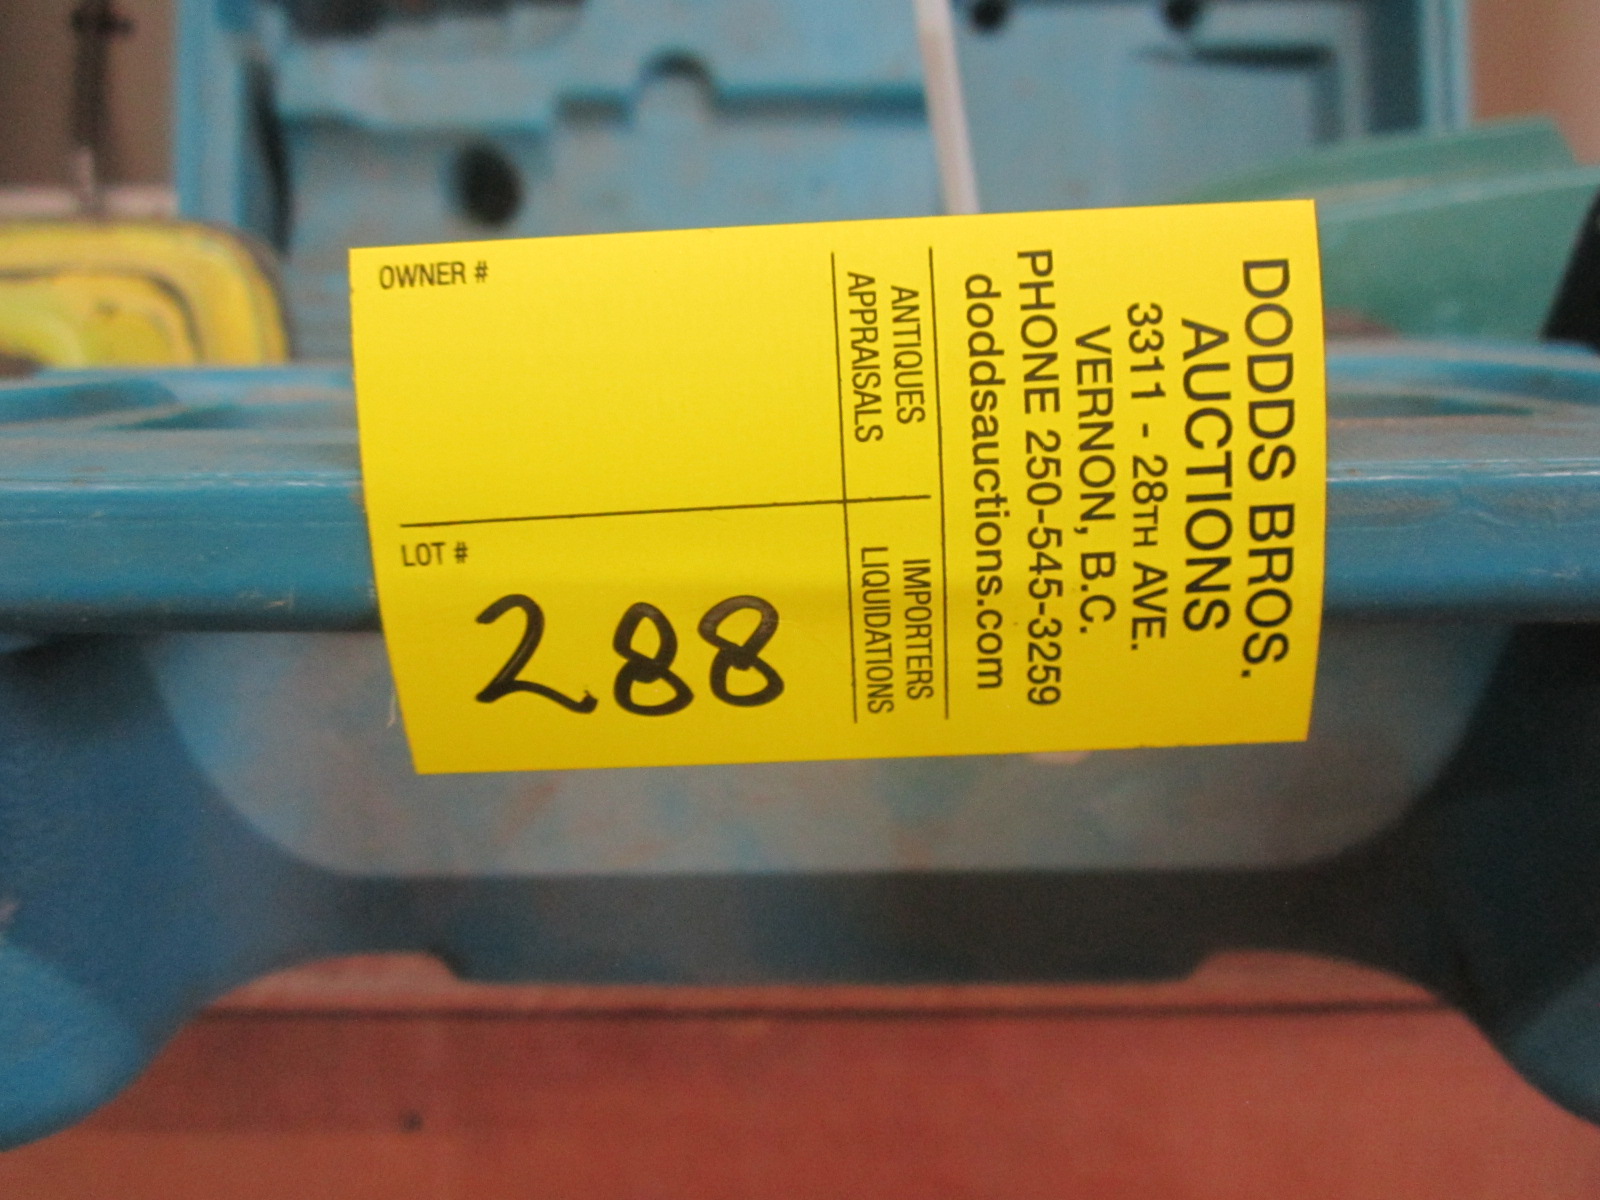 DODDS BROS.
AUCTIONS
3311 - 28TH AVE.
VERNON, B.C.
PHONE 250-545-3259
doddsauctions.com
ANTIQUES
APPRAISALS
IMPORTERS
LIQUIDATIONS
OWNER #
LOT #
288